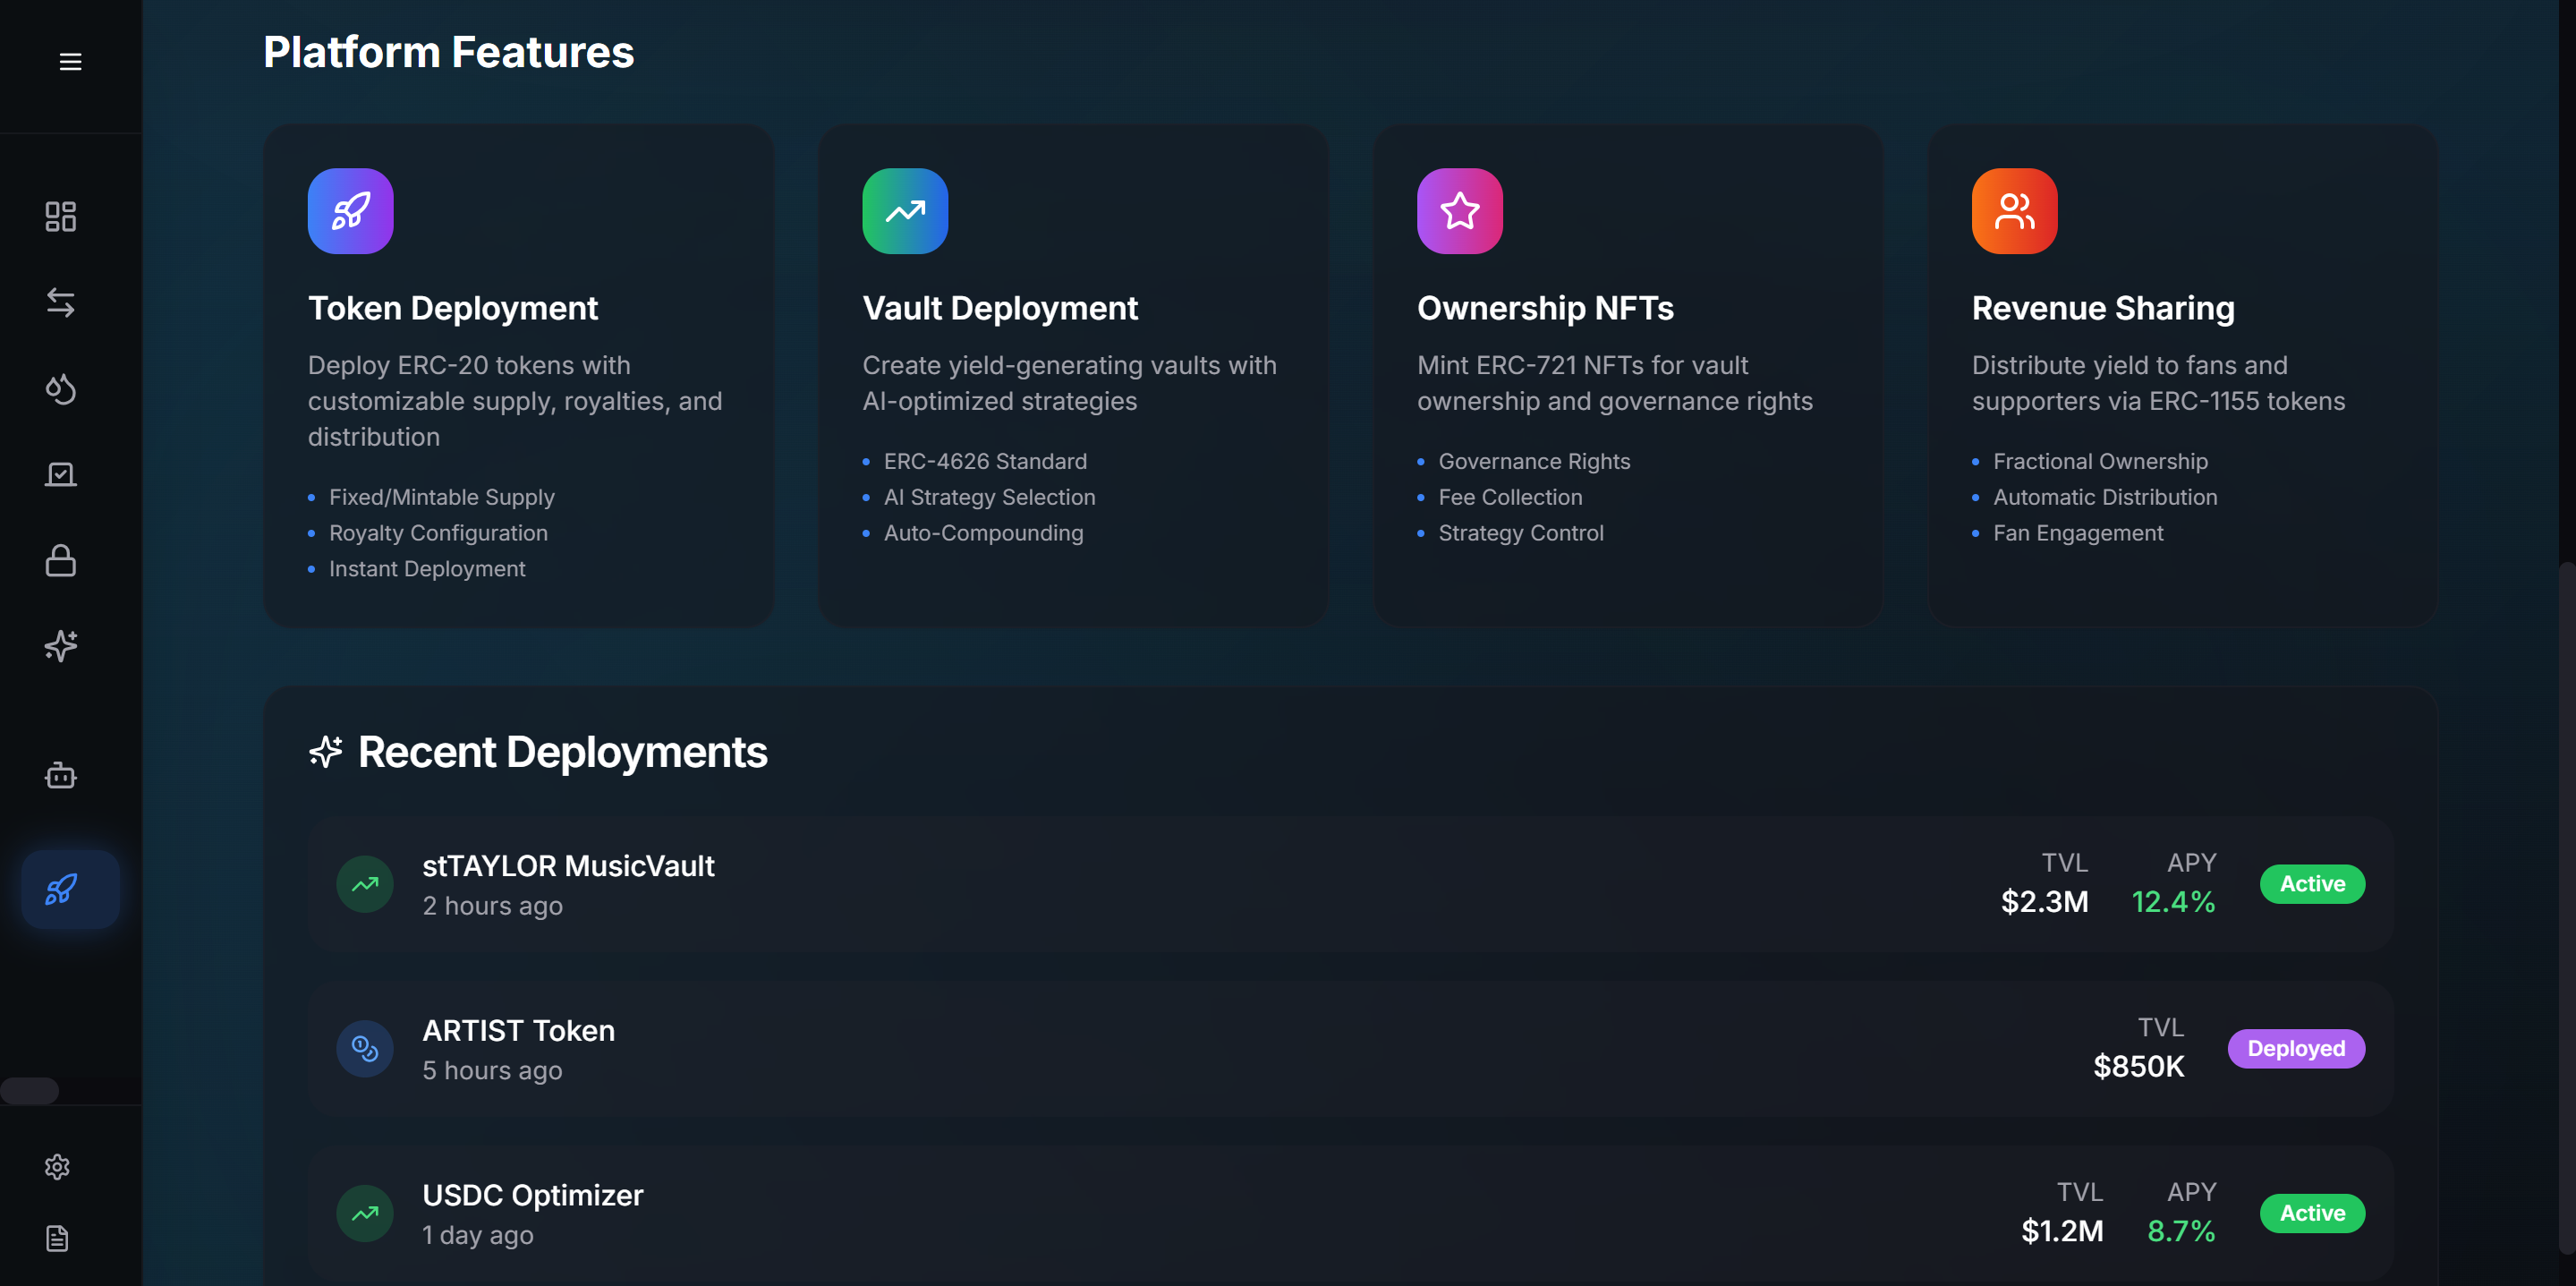 Platform Features
Token Deployment
Deploy ERC-20 tokens with
customizable supply, royalties, and
distribution
Fixed/Mintable Supply
Royalty Configuration
Instant Deployment
Vault Deployment
Create yield-generating vaults with
AI-optimized strategies
ERC-4626 Standard
AI Strategy Selection
Auto-Compounding
Ownership NFTs
Mint ERC-721 NFTs for vault
ownership and governance rights
Governance Rights
Fee Collection
Strategy Control
Revenue Sharing
Distribute yield to fans and
supporters via ERC-1155 tokens
Fractional Ownership
Automatic Distribution
Fan Engagement
Recent Deployments
stTAYLOR MusicVault
2 hours ago
TVL
$2.3M
APY
12.4%
Active
ARTIST Token
5 hours ago
TVL
$850K
Deployed
USDC Optimizer
1 day ago
TVL
$1.2M
APY
8.7%
Active